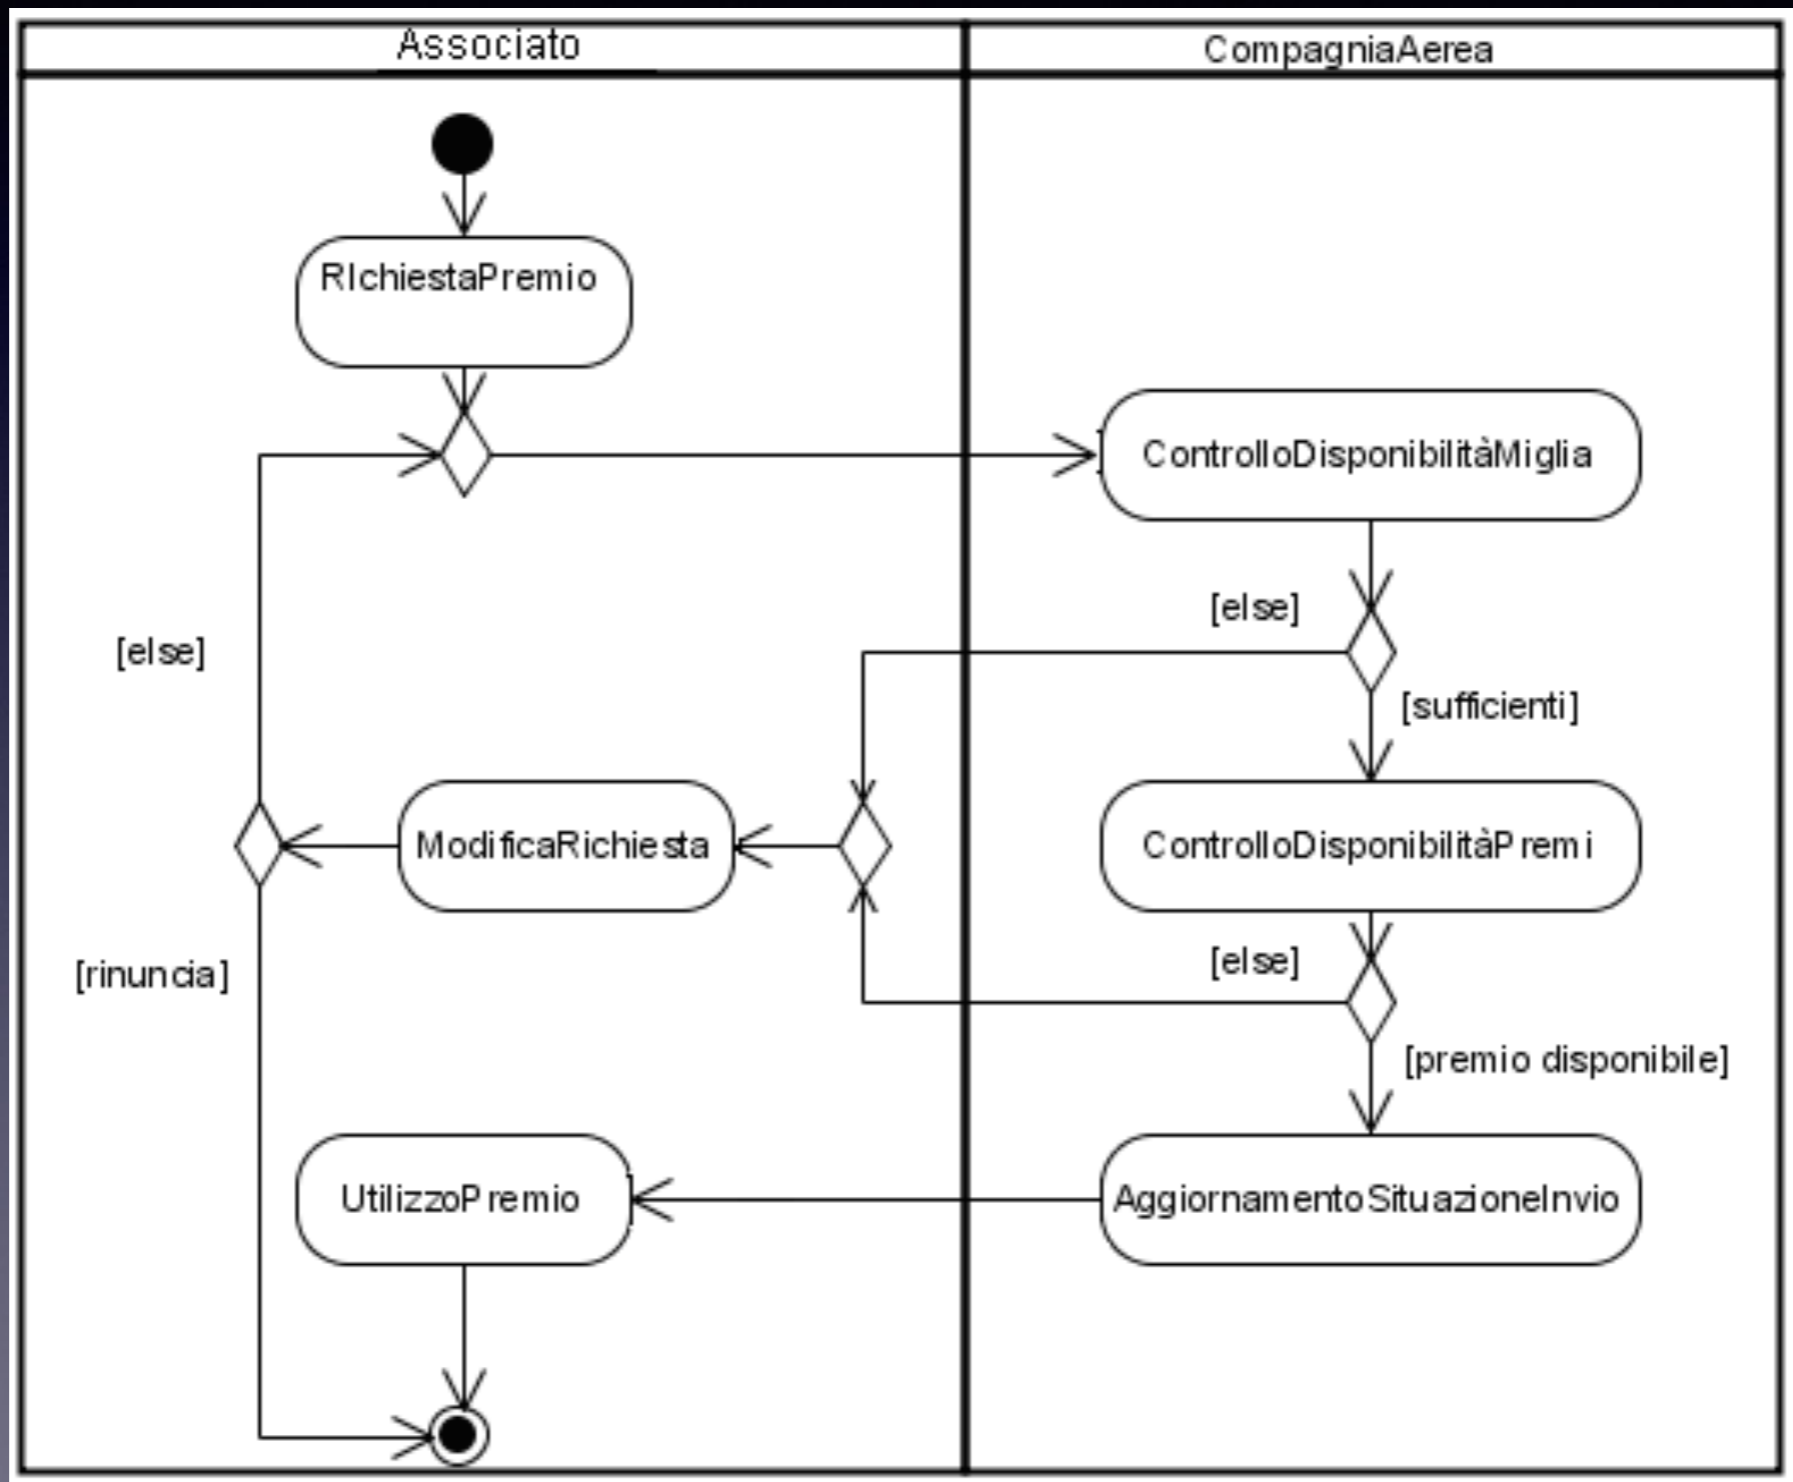 Associato
CompagniaAerea
RIchiestaPremio
ControlloDisponibilitàMiglia
[else]
[else]
[sufficienti]
ModificaRichiesta
ControlloDisponibilitàPremi
[else]
[rinuncia]
[premio disponibile]
UtilizzoPremio
AggiornamentoSituazioneInvio